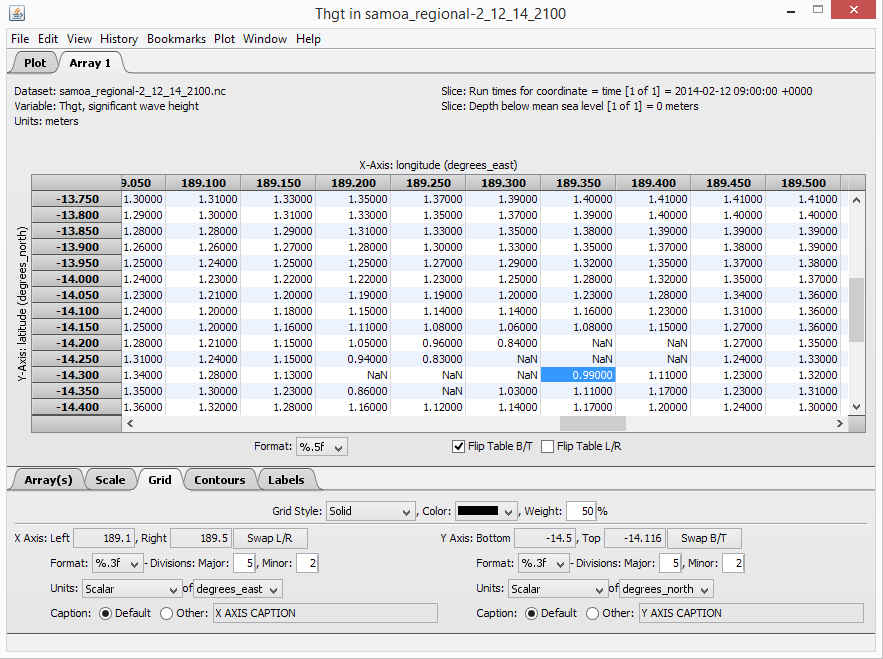 Thgt in samoa_regional-2_12_14_2100
File Edit View History Bookmarks Plot Window Help
Plot Array 1
Dataset: samoa_regional-2_12_14_2100.nc
Variable: Thgt, significant wave height
Units: meters
Slice: Run times for coordinate = time [1 of 1] = 2014-02-12 09:00:00 +0000
Slice: Depth below mean sea level [1 of 1] = 0 meters
X-Axis: longitude (degrees_east)
Y-Axis: latitude (degrees_north)
9.050 189.100 189.150 189.200 189.250 189.300 189.350 189.400 189.450 189.500
-13.750 1.30000 1.31000 1.33000 1.35000 1.37000 1.39000 1.40000 1.41000 1.41000 1.41000
-13.800 1.29000 1.30000 1.31000 1.33000 1.35000 1.37000 1.39000 1.40000 1.40000 1.40000
-13.850 1.28000 1.28000 1.29000 1.31000 1.33000 1.35000 1.38000 1.39000 1.39000 1.39000
-13.900 1.26000 1.26000 1.27000 1.28000 1.30000 1.33000 1.35000 1.37000 1.38000 1.39000
-13.950 1.25000 1.24000 1.25000 1.25000 1.27000 1.29000 1.32000 1.35000 1.37000 1.38000
-14.000 1.24000 1.23000 1.22000 1.22000 1.23000 1.25000 1.28000 1.32000 1.35000 1.37000
-14.050 1.23000 1.21000 1.20000 1.19000 1.19000 1.20000 1.23000 1.28000 1.34000 1.36000
-14.100 1.24000 1.20000 1.18000 1.15000 1.14000 1.14000 1.16000 1.23000 1.31000 1.36000
-14.150 1.25000 1.20000 1.16000 1.11000 1.08000 1.06000 1.08000 1.15000 1.27000 1.36000
-14.200 1.28000 1.21000 1.15000 1.05000 0.96000 0.84000 NaN NaN 1.27000 1.35000
-14.250 1.31000 1.24000 1.15000 0.94000 0.83000 NaN NaN NaN 1.24000 1.33000
-14.300 1.34000 1.28000 1.13000 NaN NaN NaN 0.99000 1.11000 1.23000 1.32000
-14.350 1.35000 1.30000 1.23000 0.86000 NaN 1.03000 1.11000 1.17000 1.23000 1.31000
-14.400 1.36000 1.32000 1.28000 1.16000 1.12000 1.14000 1.17000 1.20000 1.24000 1.30000
Format: %.5f Flip Table B/T Flip Table L/R
Array(s) Scale Grid Contours Labels
Grid Style: Solid , Color: , Weight: 50 %
X Axis: Left 189.1 , Right 189.5 Swap L/R Y Axis: Bottom -14.5 , Top -14.116 Swap B/T
Format: %.3f - Divisions: Major: 5 , Minor: 2 Format: %.3f - Divisions: Major: 5 , Minor: 2
Units: Scalar of degrees_east Units: Scalar of degrees_north
Caption: Default Other: X AXIS CAPTION Caption: Default Other: Y AXIS CAPTION